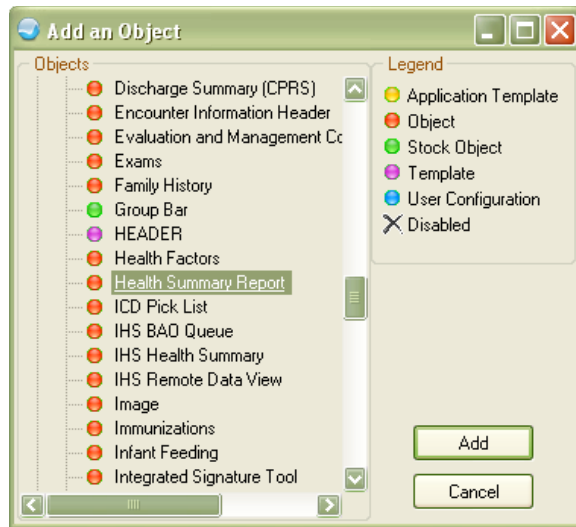 Add an Object
Objects
Discharge Summary (CPRS)
Encounter Information Header
Evaluation and Management Co
Exams
Family History
Group Bar
HEADER
Health Factors
Health Summary Report
ICD Pick List
IHS BAO Queue
IHS Health Summary
IHS Remote Data View
Image
Immunizations
Infant Feeding
Integrated Signature Tool
Legend
Application Template
Object
Stock Object
Template
User Configuration
Disabled
Add
Cancel